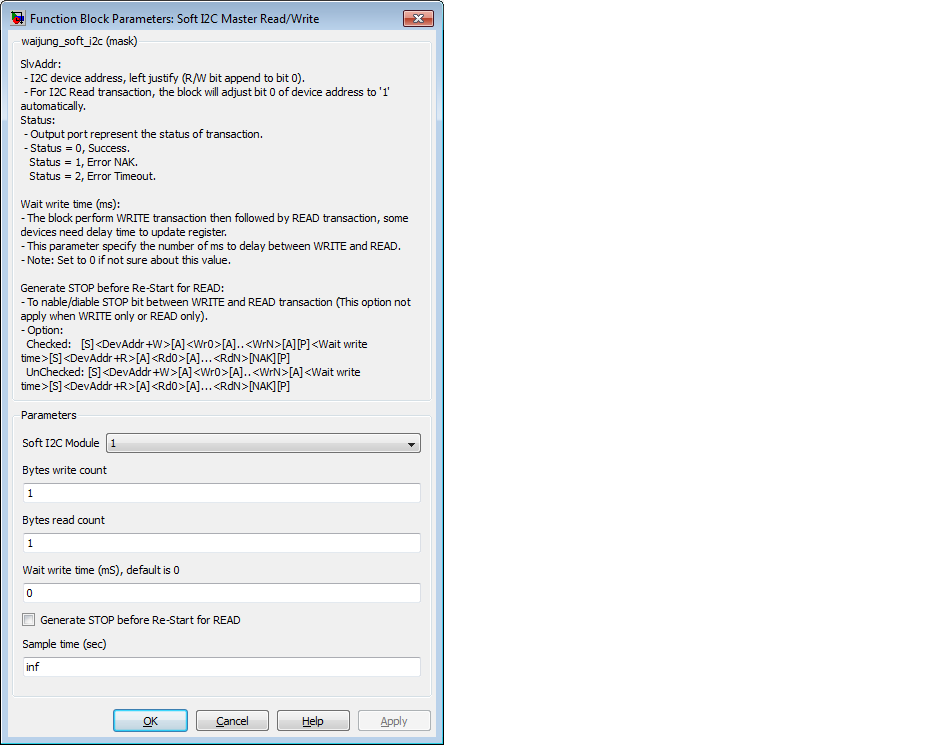 Function Block Parameters: Soft I2C Master Read/Write
waijung_soft_i2c (mask)
SlvAddr:
- I2C device address, left justify (R/W bit append to bit 0).
- For I2C Read transaction, the block will adjust bit 0 of device address to '1'
automatically.
Status:
- Output port represent the status of transaction.
- Status = 0, Success.
Status = 1, Error NAK.
Status = 2, Error Timeout.
Wait write time (ms):
- The block perform WRITE transaction then followed by READ transaction, some
devices need delay time to update register.
- This parameter specify the number of ms to delay between WRITE and READ.
- Note: Set to 0 if not sure about this value.
Generate STOP before Re-Start for READ:
- To nable/diable STOP bit between WRITE and READ transaction (This option not
apply when WRITE only or READ only).
- Option:
Checked: [S]<DevAddr+W>[A]<Wr0>[A]..<WrN>[A][P]<Wait write
time>[S]<DevAddr+R>[A]<Rd0>[A]...<RdN>[NAK][P]
UnChecked: [S]<DevAddr+W>[A]<Wr0>[A]..<WrN>[A]<Wait write
time>[S]<DevAddr+R>[A]<Rd0>[A]...<RdN>[NAK][P]
Parameters
Soft I2C Module 1
Bytes write count
1
Bytes read count
1
Wait write time (mS), default is 0
0
Generate STOP before Re-Start for READ
Sample time (sec)
inf
OK Cancel Help Apply